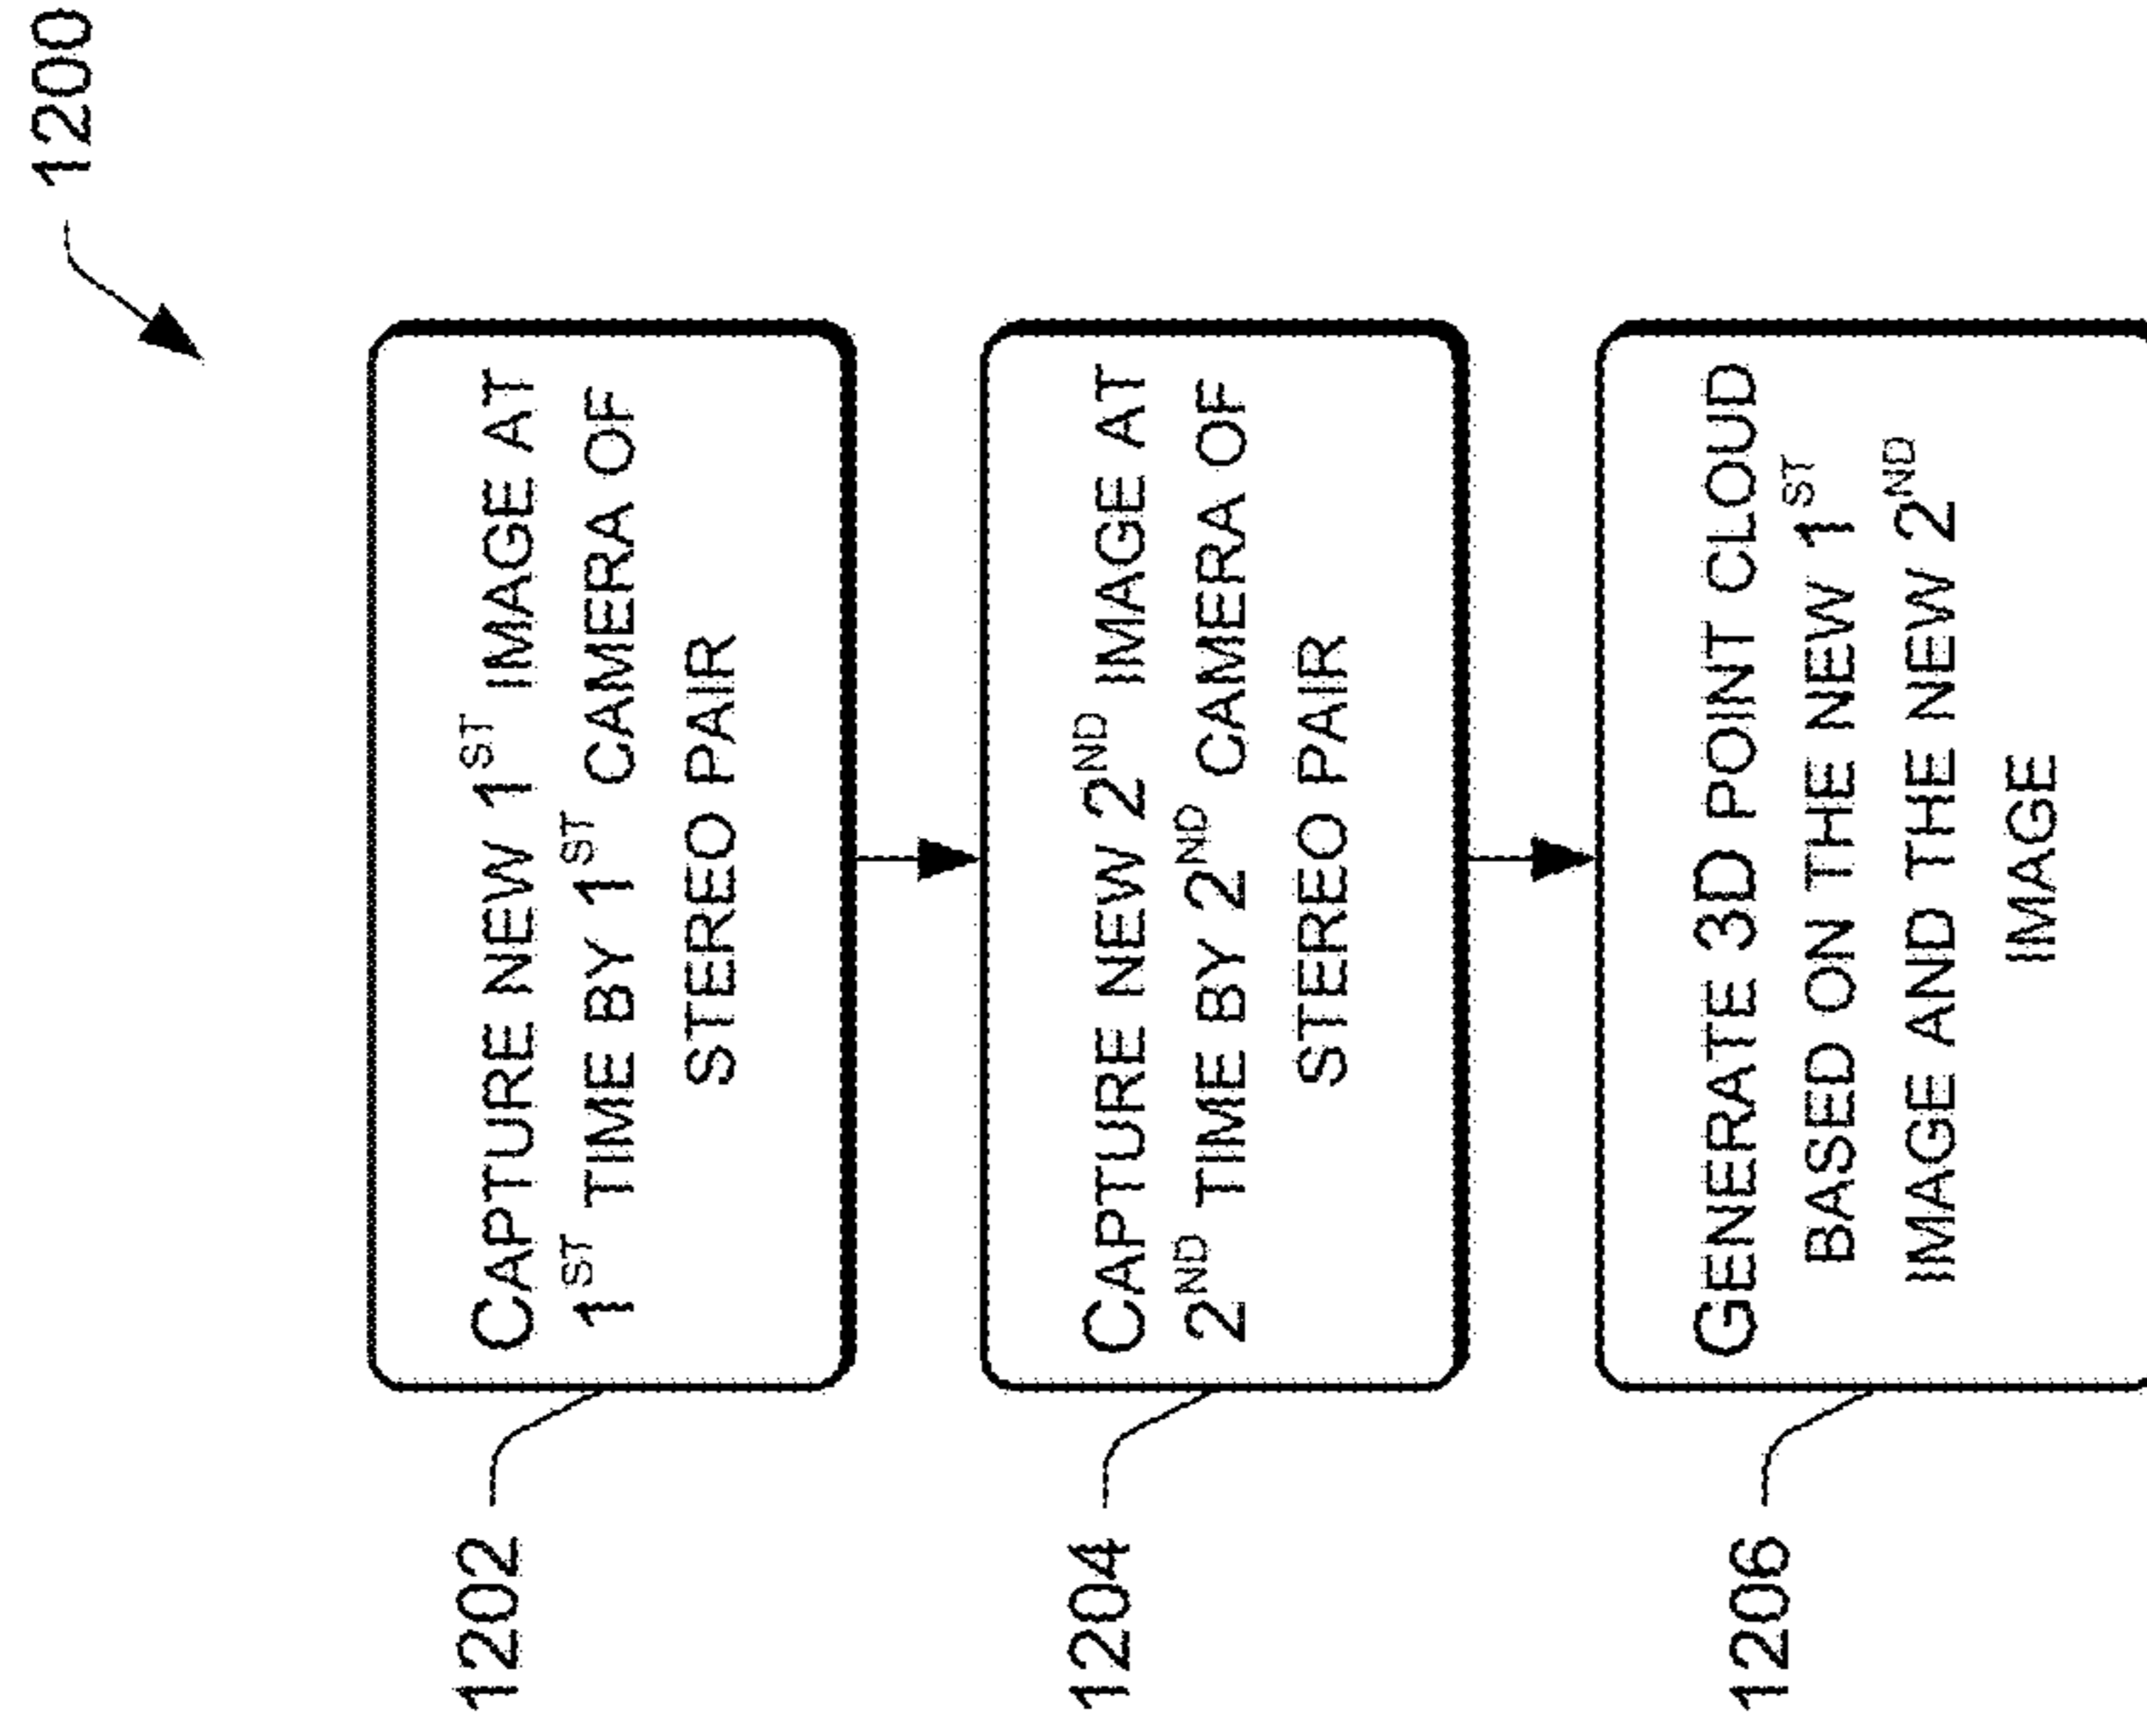 1200
1202
CAPTURE NEW 1ST IMAGE AT
1ST TIME BY 1ST CAMERA OF
STEREO PAIR
1204
CAPTURE NEW 2ND IMAGE AT
2ND TIME BY 2ND CAMERA OF
STEREO PAIR
1206
GENERATE 3D POINT CLOUD
BASED ON THE NEW 1ST
IMAGE AND THE NEW 2ND
IMAGE